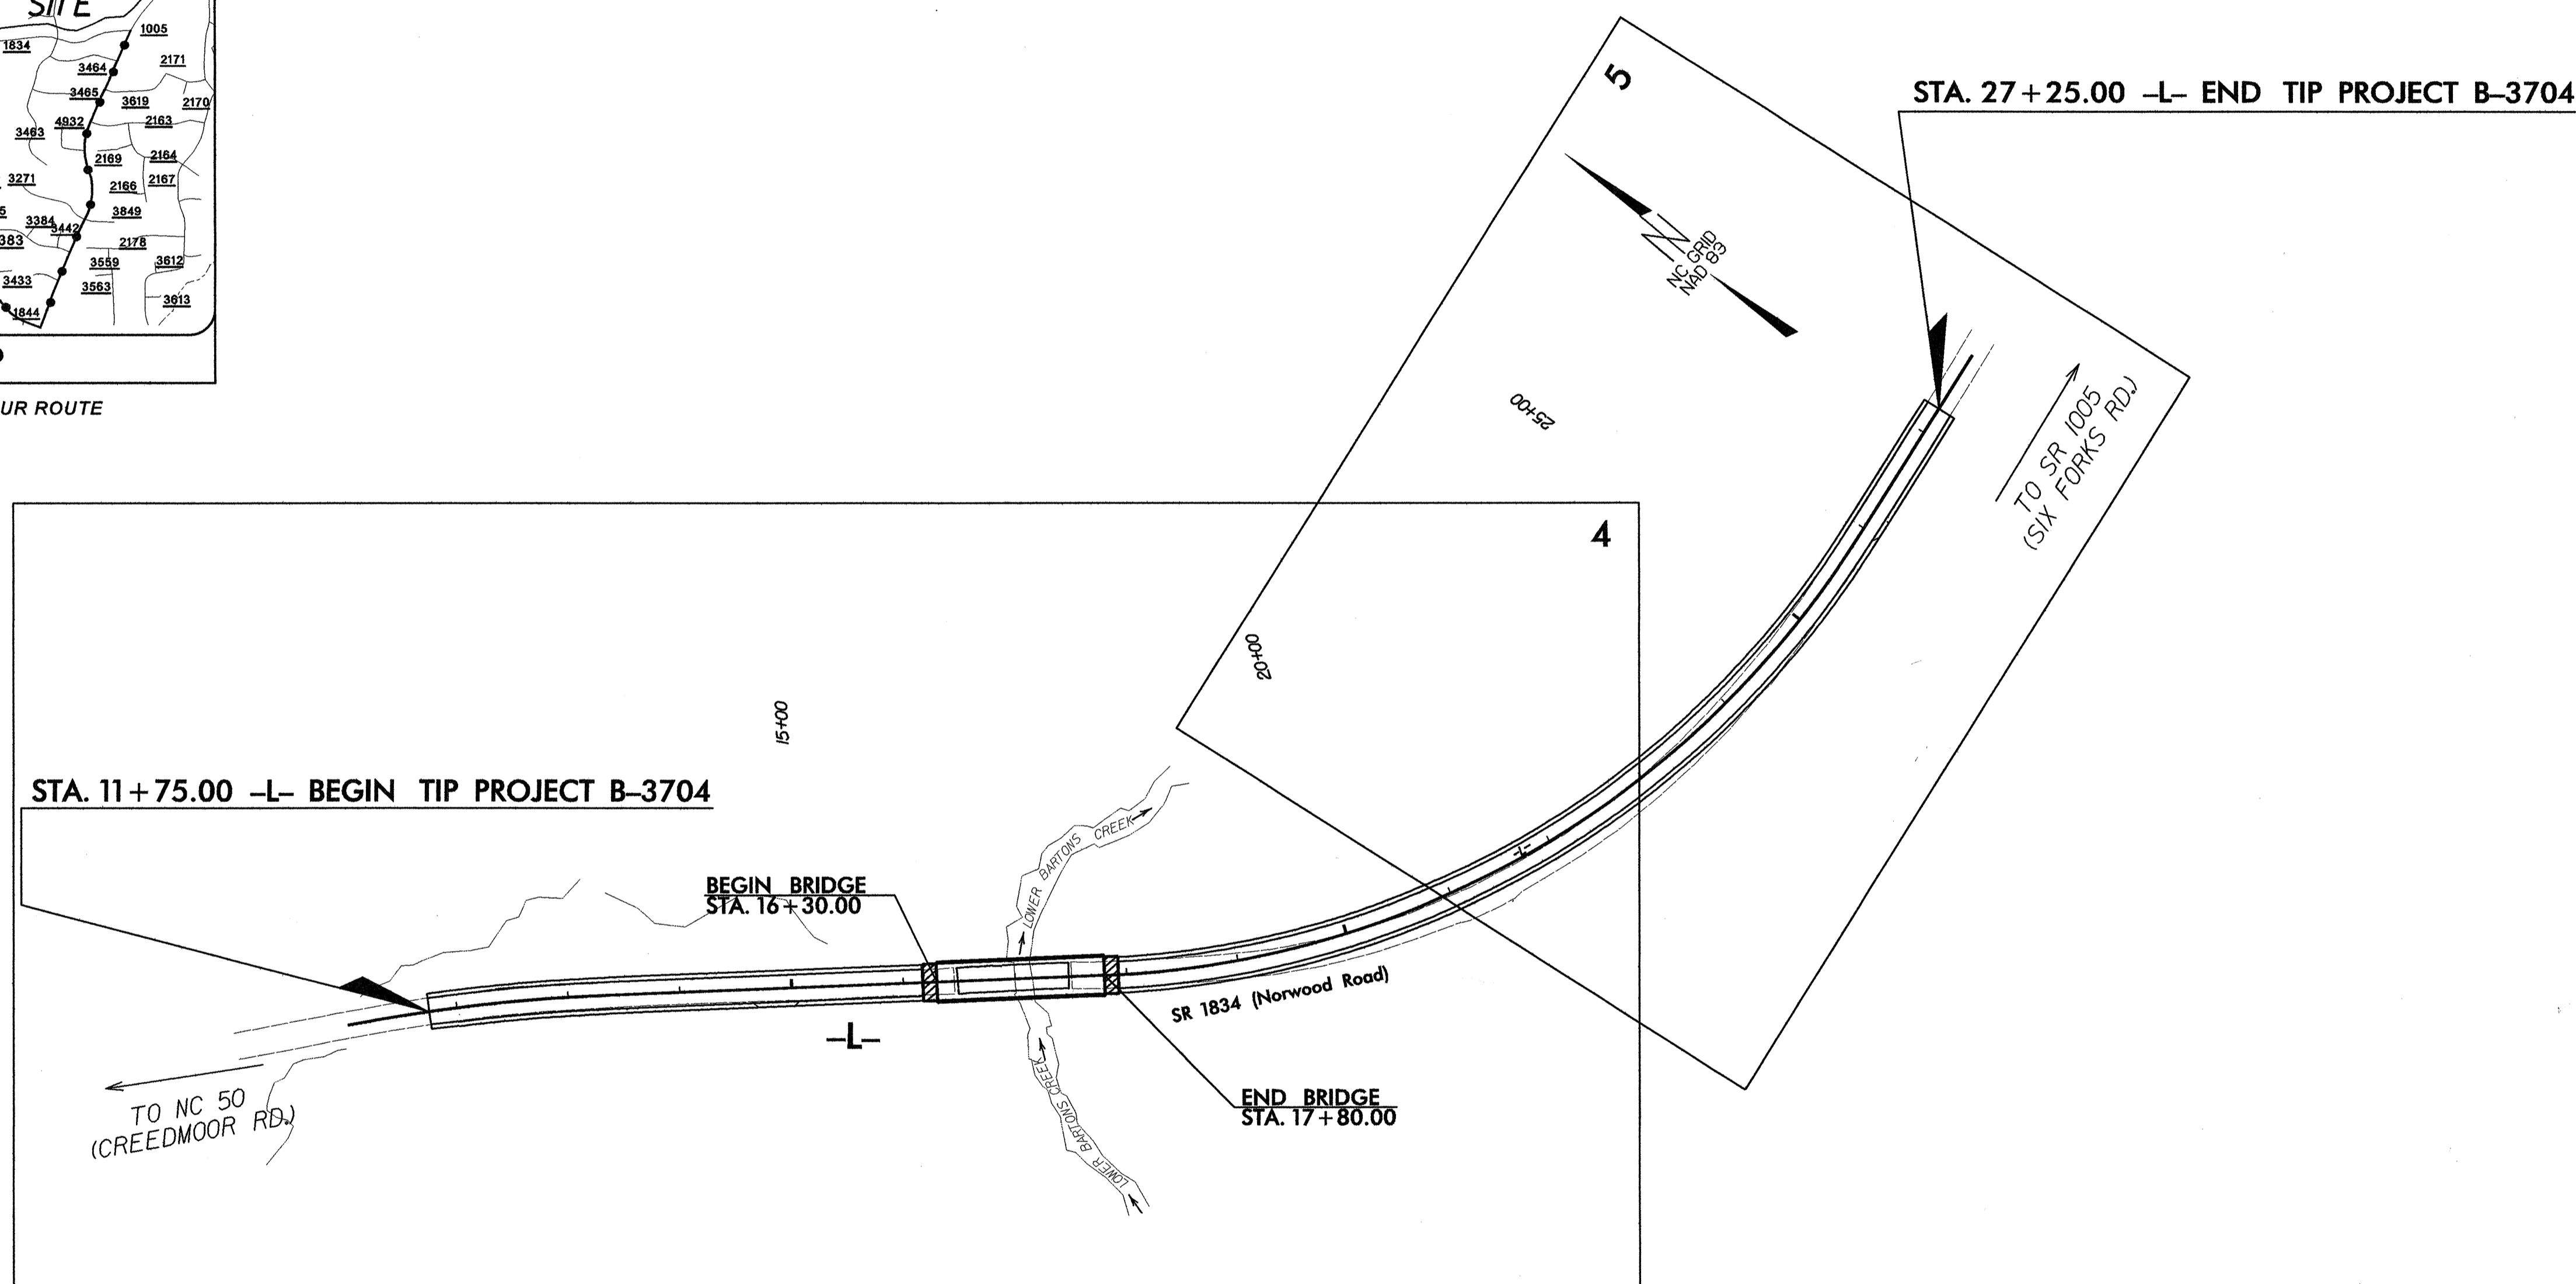 SITE
1005
1834
2171
3464
3465
3619
2170
4932
2163
3463
2169
2164
3271
2166
2167
5
3384
3849
3442
383
2178
3559
3612
3433
3563
3613
1844
UR ROUTE
5
STA. 27+25.00 -L- END TIP PROJECT B-3704
NC GRID
NAD 83
25+00
TO SR 1005
(SIX FORKS RD.)
4
20+00
15+00
STA. 11+75.00 -L- BEGIN TIP PROJECT B-3704
LOWER BARTONS CREEK
BEGIN BRIDGE
STA. 16+30.00
-L-
SR 1834 (Norwood Road)
-L-
LOWER BARTONS CREEK
END BRIDGE
STA. 17+80.00
TO NC 50
(CREEDMOOR RD.)